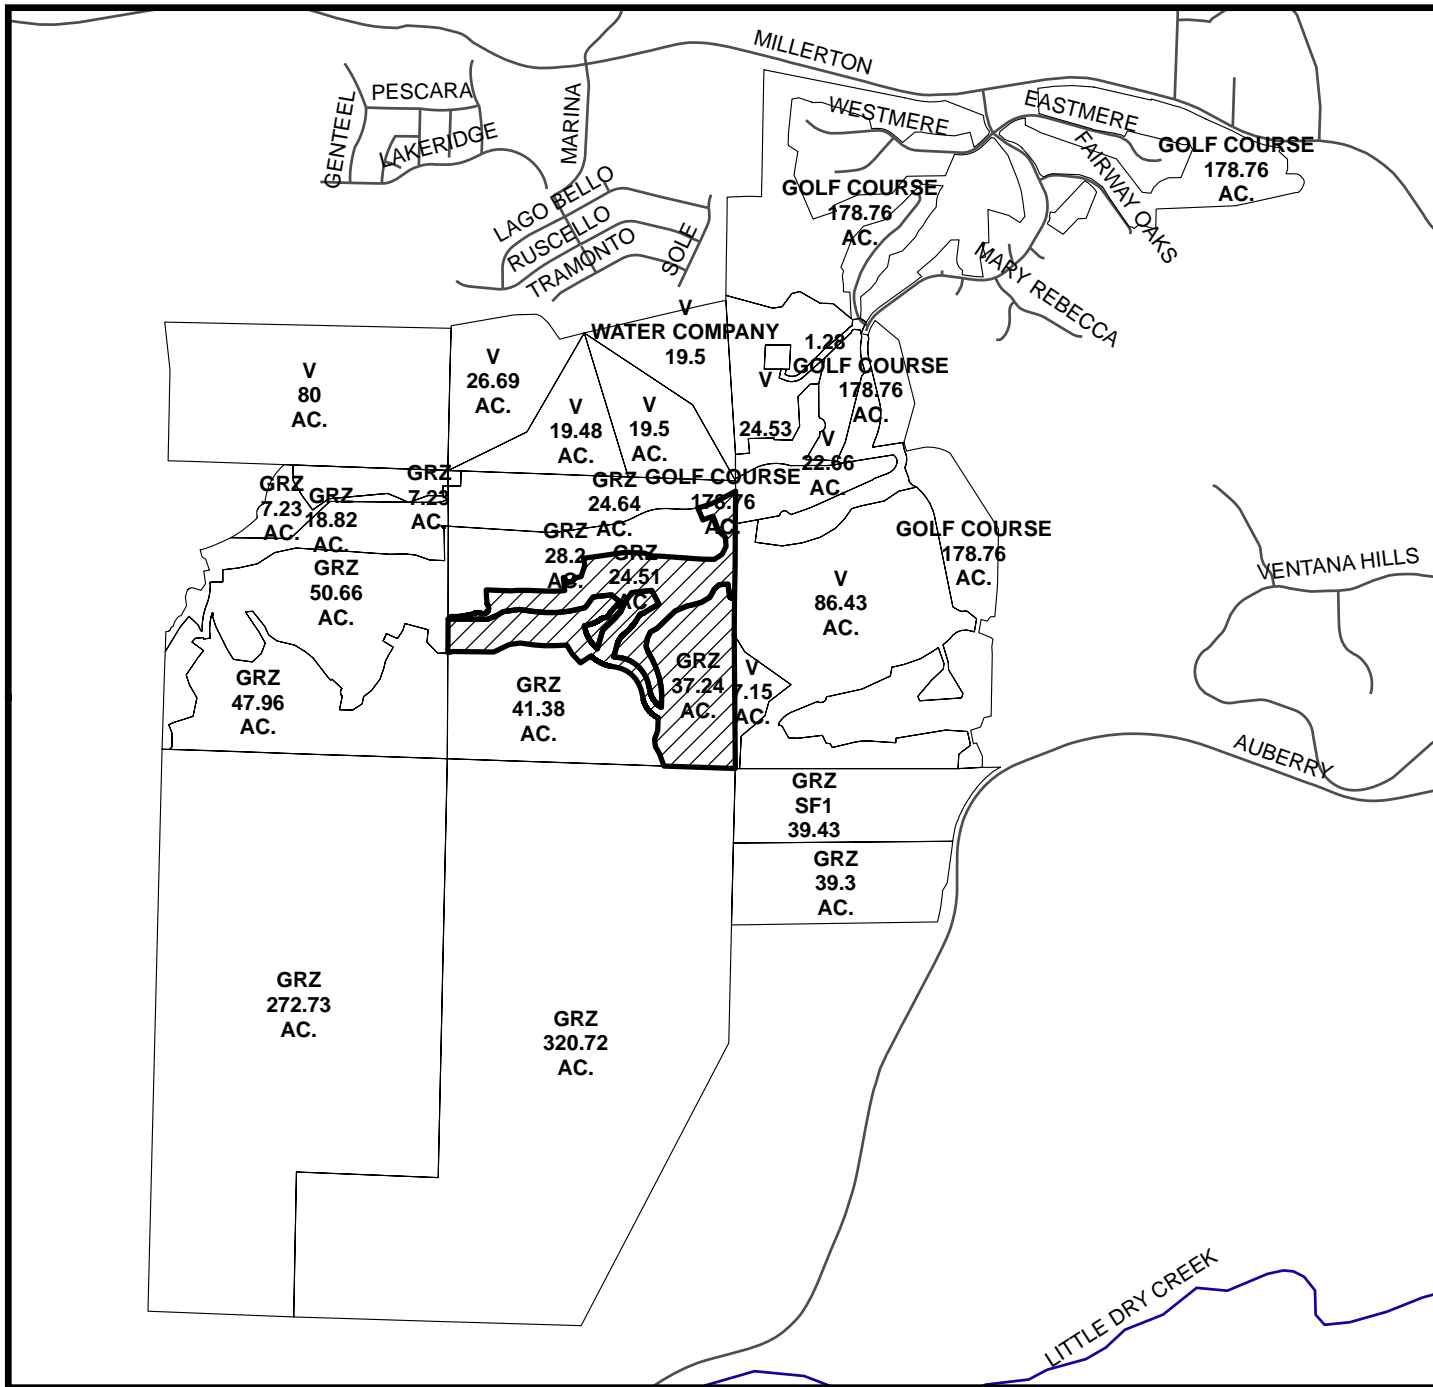 MILLERTON
PESCARA
GENTEEL
LAKERIDGE
MARINA
WESTMERE
EASTMERE
FAIRWAY OAKS
GOLF COURSE
178.76
AC.
GOLF COURSE
178.76
AC.
LAGO BELLO
RUSCELLO
TRAMONTO
SOLE
MARY REBECCA
V
WATER COMPANY
19.5
1.28
V
GOLF COURSE
178.76
AC.
V
80
AC.
V
26.69
AC.
V
19.48
AC.
V
19.5
AC.
24.53
V
22.66
AC.
GRZ
7.23
AC.
GRZ
18.82
AC.
GRZ
7.23
AC.
GRZ
24.64
AC.
GOLF COURSE
178.76
AC.
GRZ
28.2
AC.
GRZ
24.51
AC.
GOLF COURSE
178.76
AC.
VENTANA HILLS
GRZ
50.66
AC.
V
86.43
AC.
GRZ
47.96
AC.
GRZ
41.38
AC.
GRZ
37.24
AC.
V
7.15
AC.
AUBERRY
GRZ
SF1
39.43
GRZ
39.3
AC.
GRZ
272.73
AC.
GRZ
320.72
AC.
LITTLE DRY CREEK